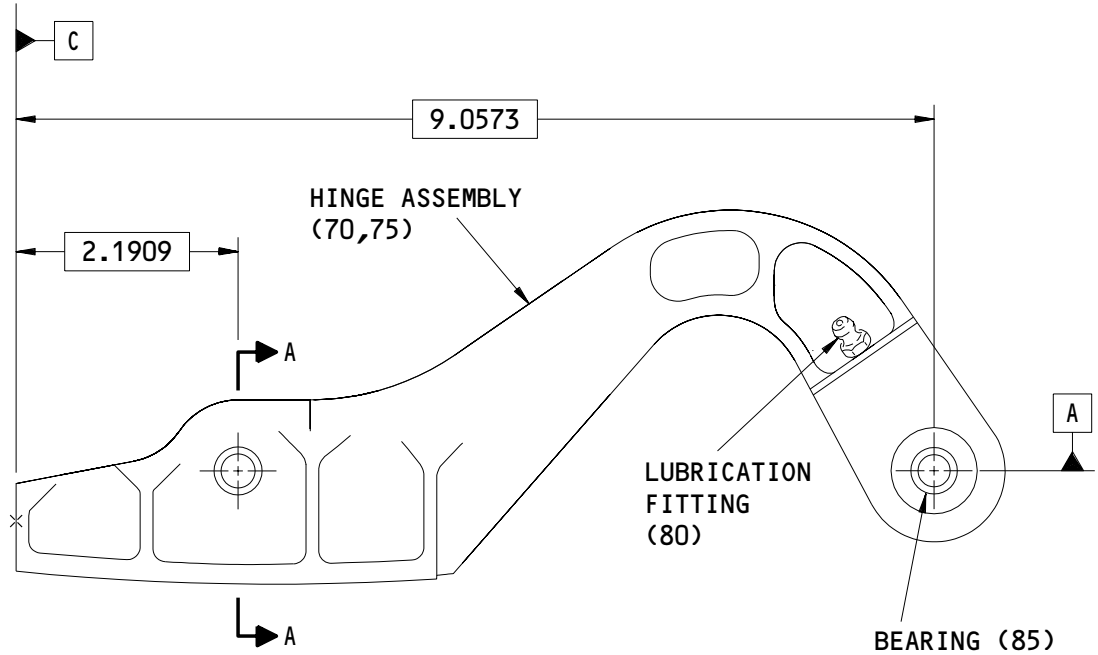 C
9.0573
HINGE ASSEMBLY
(70,75)
2.1909
A
A
LUBRICATION
FITTING
(80)
A
BEARING (85)